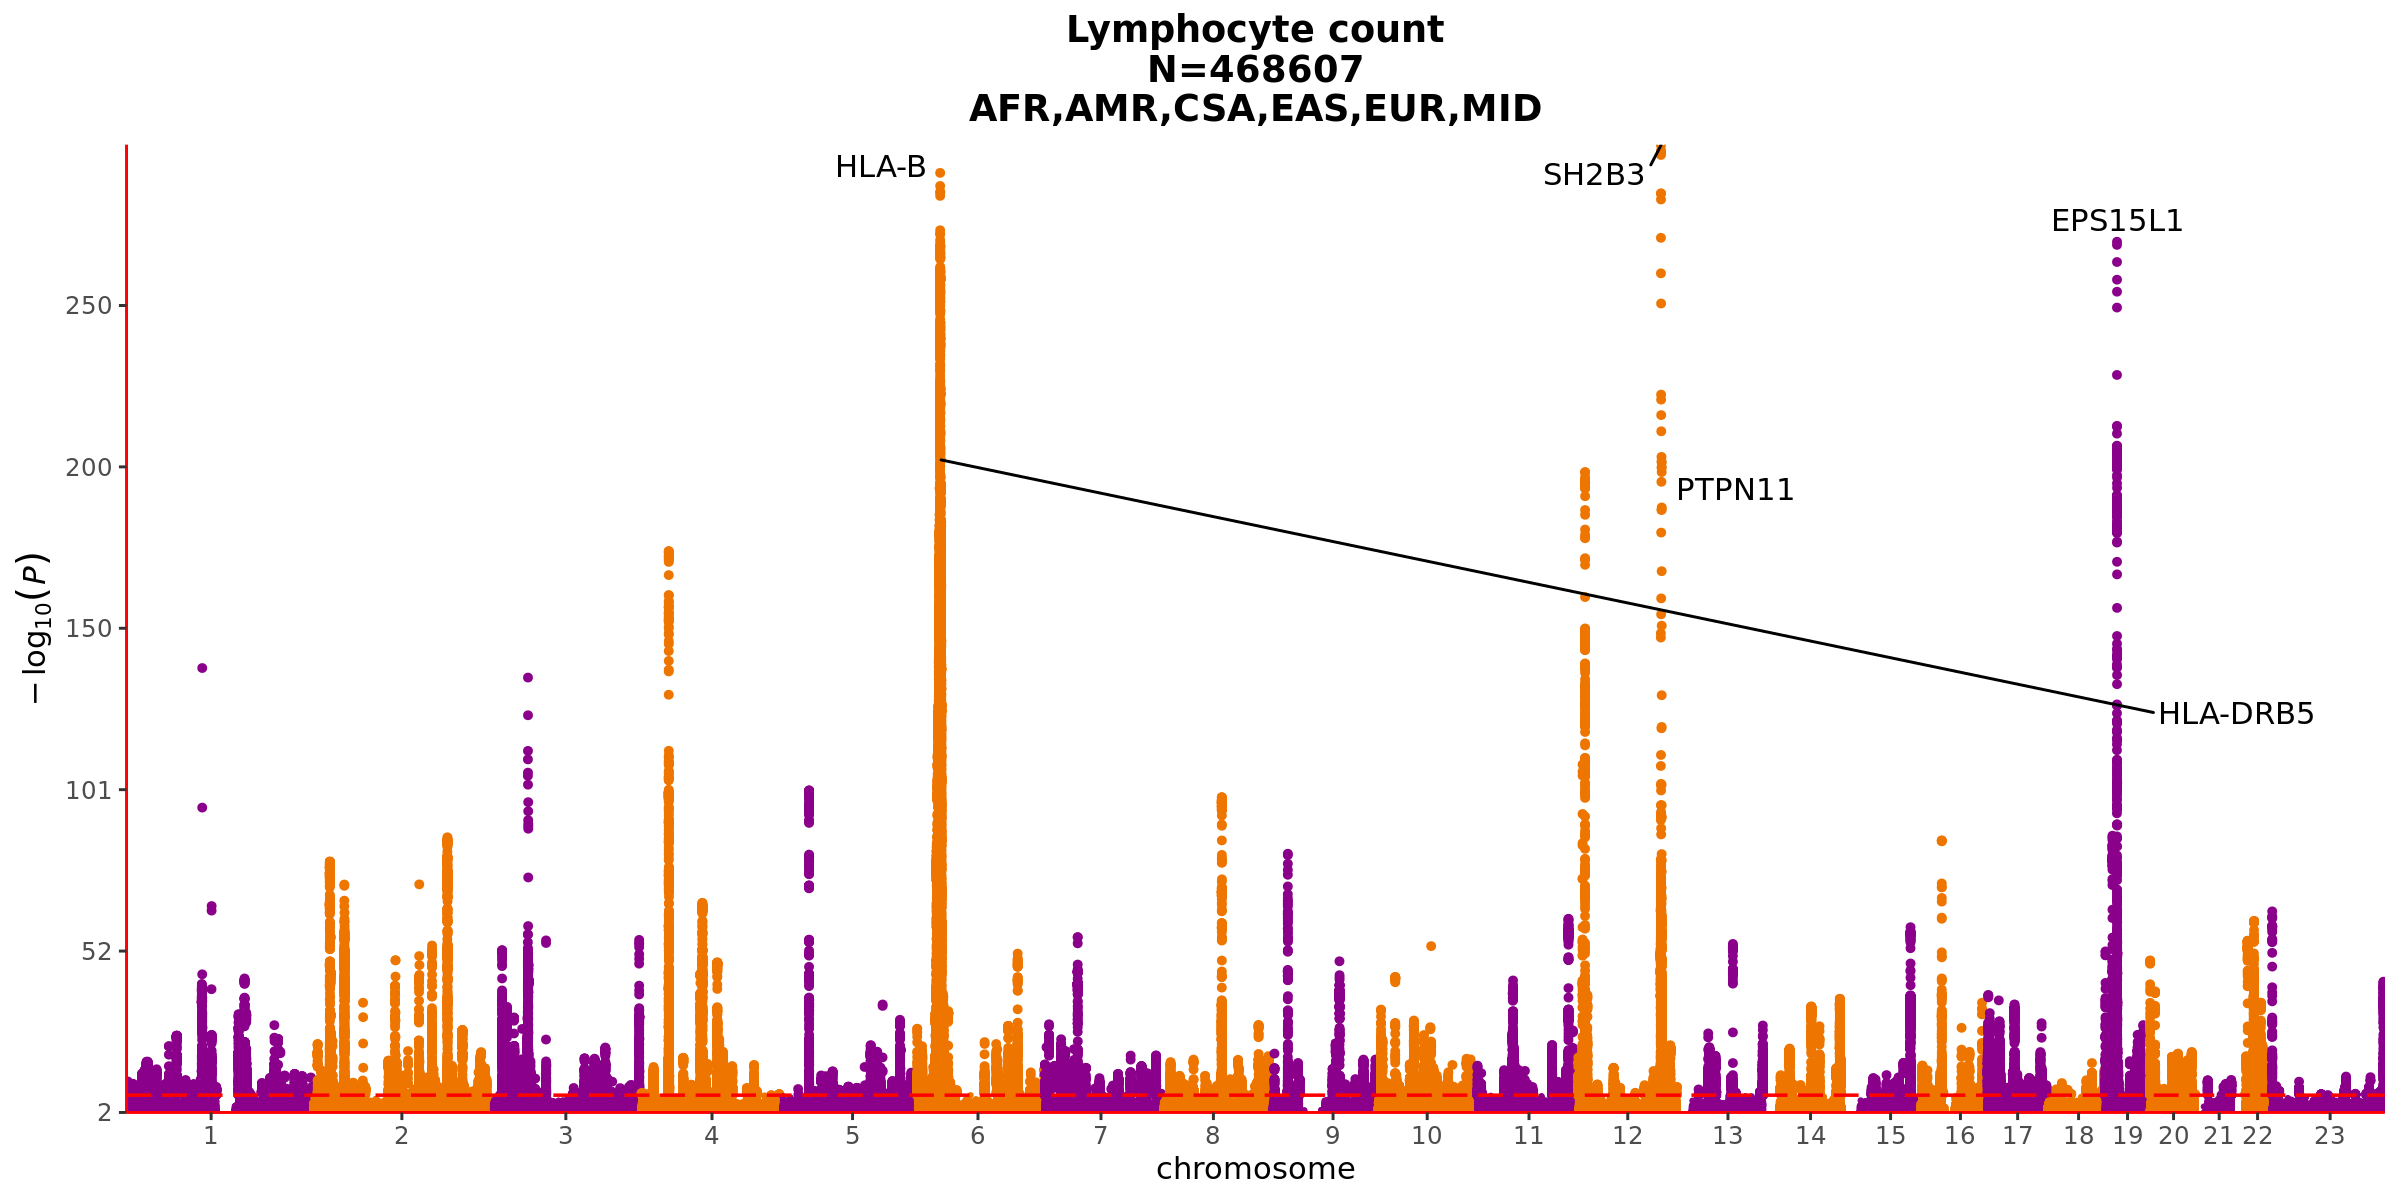 Lymphocyte count
N=468607
AFR,AMR,CSA,EAS,EUR,MID
HLA-B
SH2B3
EPS15L1
PTPN11
HLA-DRB5
−log10(P)
250
200
150
101
52
2
1 2 3 4 5 6 7 8 9 10 11 12 13 14 15 16 17 18 19 20 21 22 23
chromosome